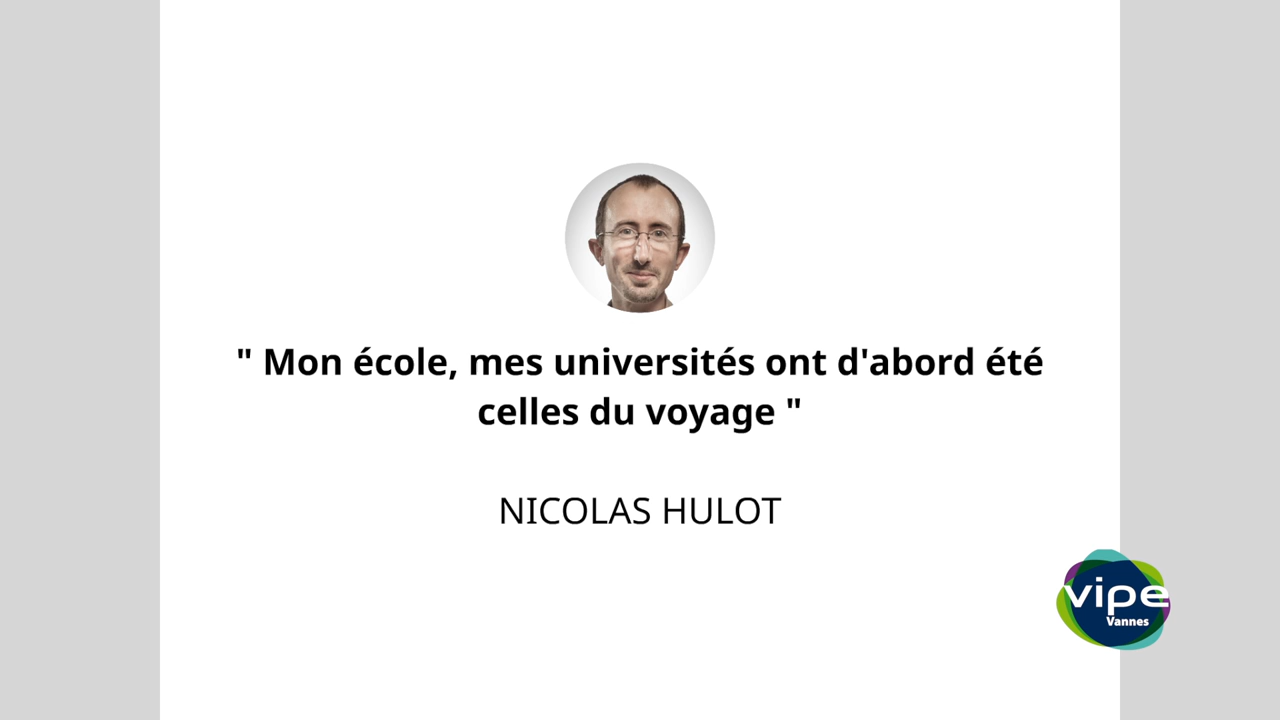 " Mon école, mes universités ont d'abord été
celles du voyage "
NICOLAS HULOT
vipe
Vannes